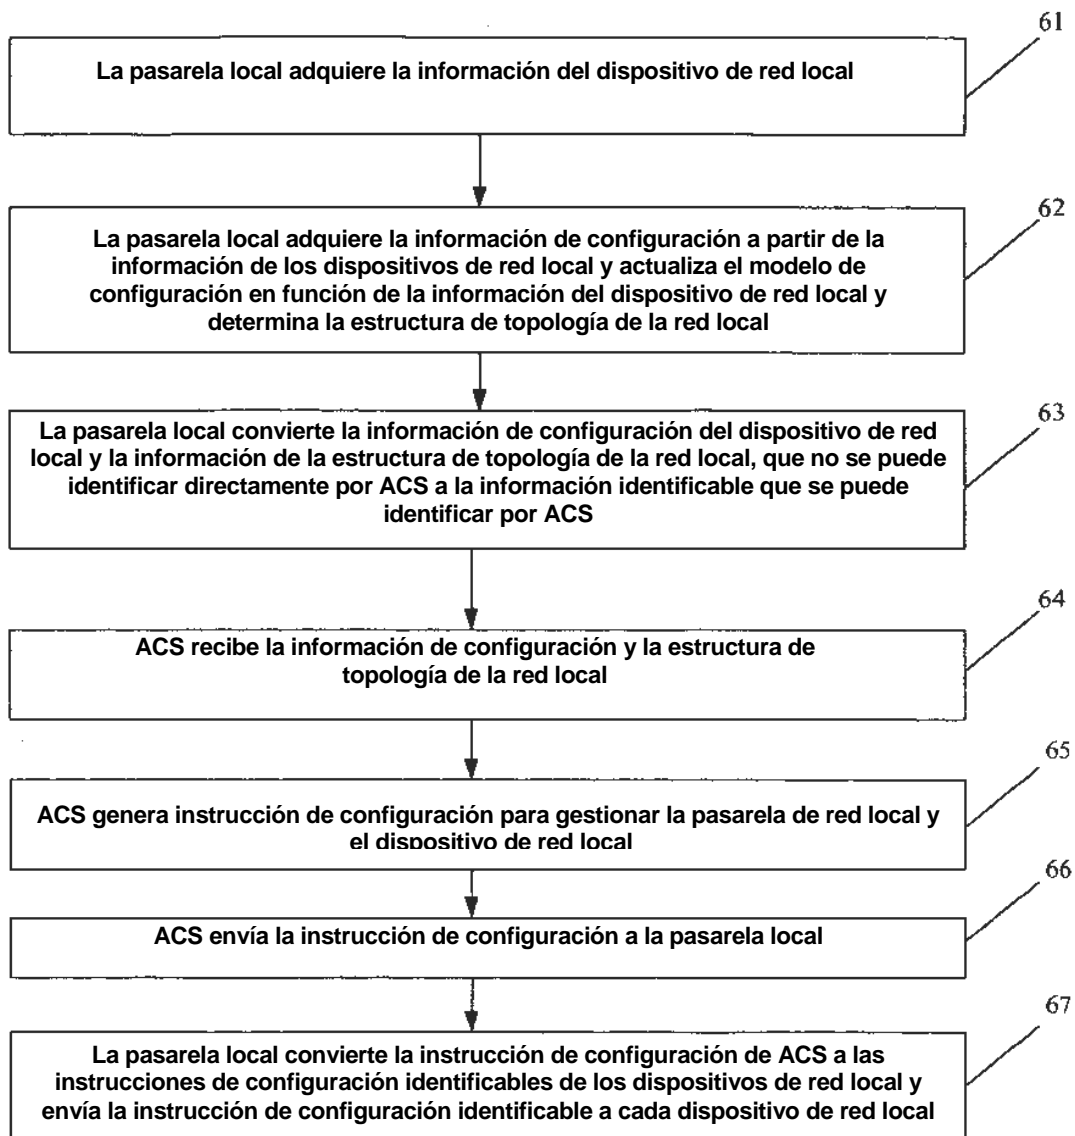 61
La pasarela local adquiere la información del dispositivo de red local
62
La pasarela local adquiere la información de configuración a partir de la
información de los dispositivos de red local y actualiza el modelo de
configuración en función de la información del dispositivo de red local y
determina la estructura de topología de la red local
63
La pasarela local convierte la información de configuración del dispositivo de red
local y la información de la estructura de topología de la red local, que no se puede
identificar directamente por ACS a la información identificable que se puede
identificar por ACS
64
ACS recibe la información de configuración y la estructura de
topología de la red local
65
ACS genera instrucción de configuración para gestionar la pasarela de red local y
el dispositivo de red local
66
ACS envía la instrucción de configuración a la pasarela local
67
La pasarela local convierte la instrucción de configuración de ACS a las
instrucciones de configuración identificables de los dispositivos de red local y
envía la instrucción de configuración identificable a cada dispositivo de red local